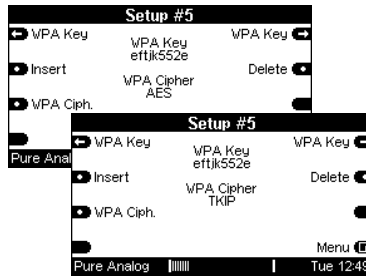 Setup #5
WPA Key WPA Key WPA Key
eftjk552e
Insert Delete
WPA Cipher
AES
WPA Ciph.
Pure Anal
Setup #5
WPA Key WPA Key WPA Key
eftjk552e
Insert Delete
WPA Cipher
TKIP
WPA Ciph.
Menu
Pure Analog Tue 12:49